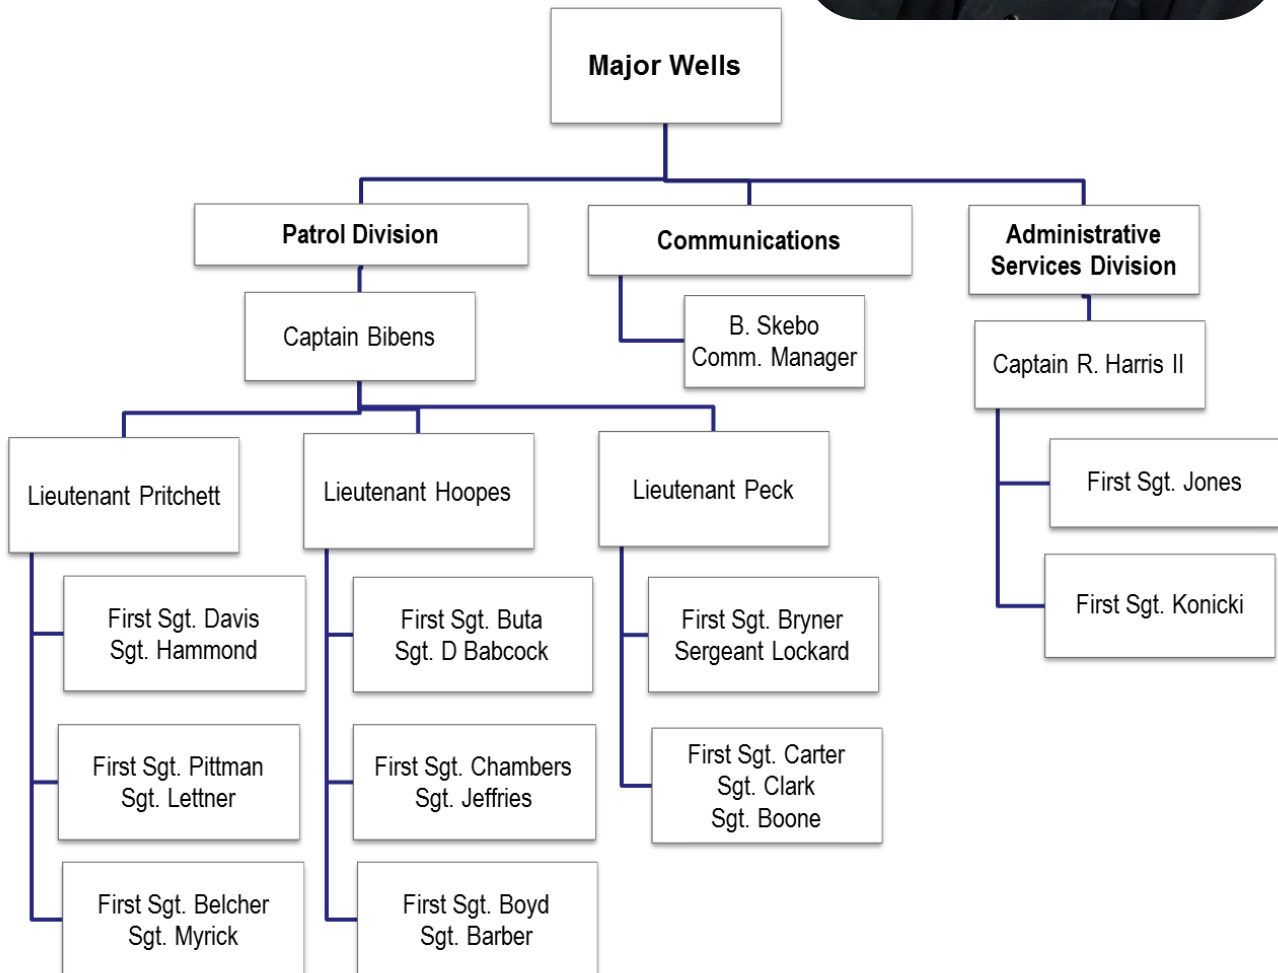 Major Wells
Patrol Division
Communications
Administrative
Services Division
Captain Bibens
B. Skebo
Comm. Manager
Captain R. Harris II
Lieutenant Pritchett
Lieutenant Hoopes
Lieutenant Peck
First Sgt. Jones
First Sgt. Konicki
First Sgt. Davis
Sgt. Hammond
First Sgt. Buta
Sgt. D Babcock
First Sgt. Bryner
Sergeant Lockard
First Sgt. Pittman
Sgt. Lettner
First Sgt. Chambers
Sgt. Jeffries
First Sgt. Carter
Sgt. Clark
Sgt. Boone
First Sgt. Belcher
Sgt. Myrick
First Sgt. Boyd
Sgt. Barber